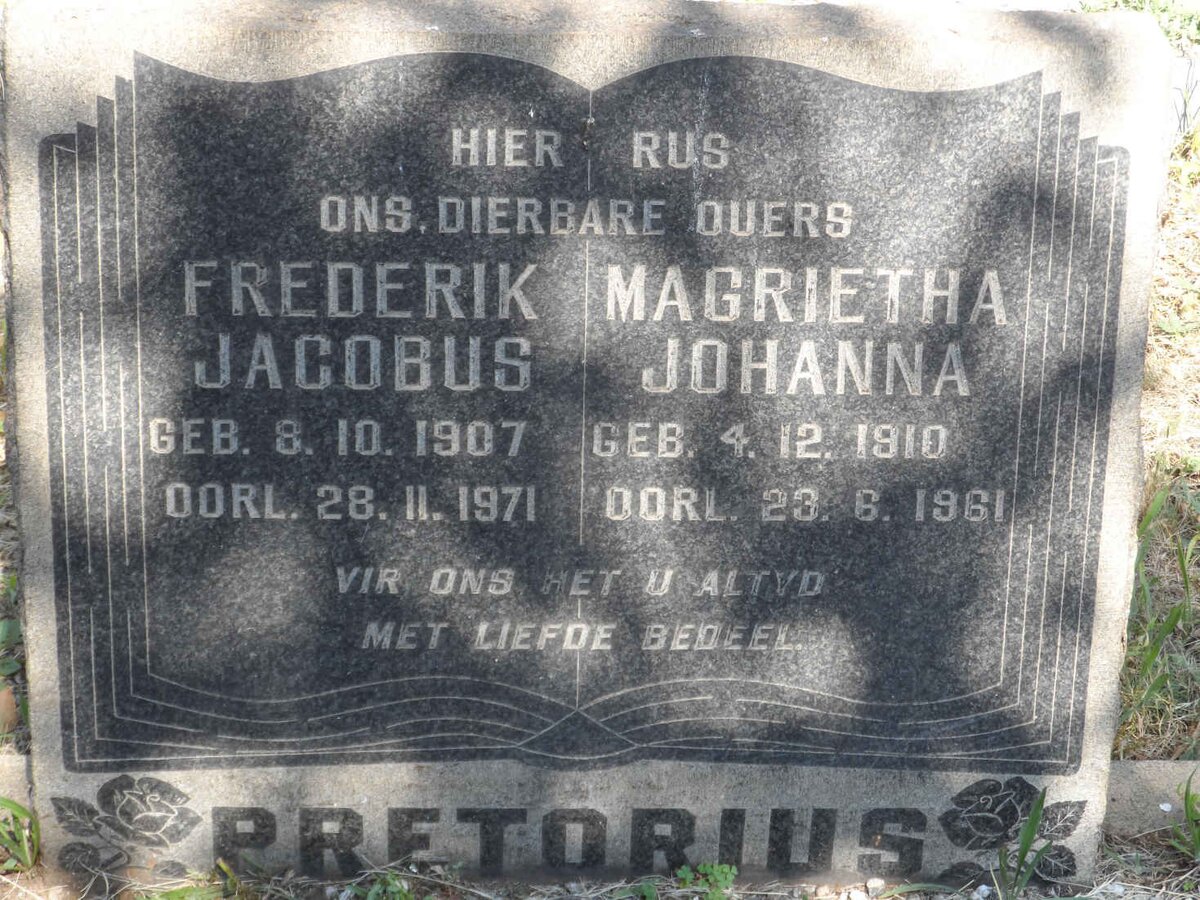 HIER RUS
ONS DIERBARE OUERS
FREDERIK
JACOBUS
GEB. 8. 10. 1907
OORL. 28. 11. 1971
MAGRIETHA
JOHANNA
GEB. 4. 12. 1910
OORL. 23. 6. 1961
VIR ONS HET U ALTYD
MET LIEFDE BEDEEL.
PRETORIUS